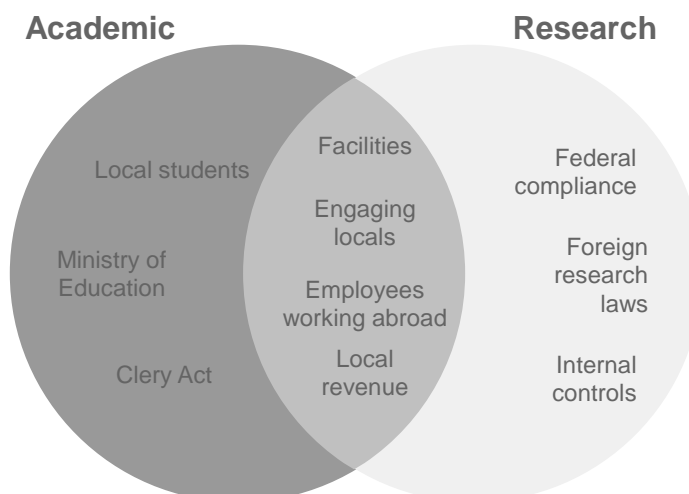 Academic
Research
Local students
Ministry of
Education
Clery Act
Facilities
Engaging
locals
Employees
working abroad
Local
revenue
Federal
compliance
Foreign
research
laws
Internal
controls